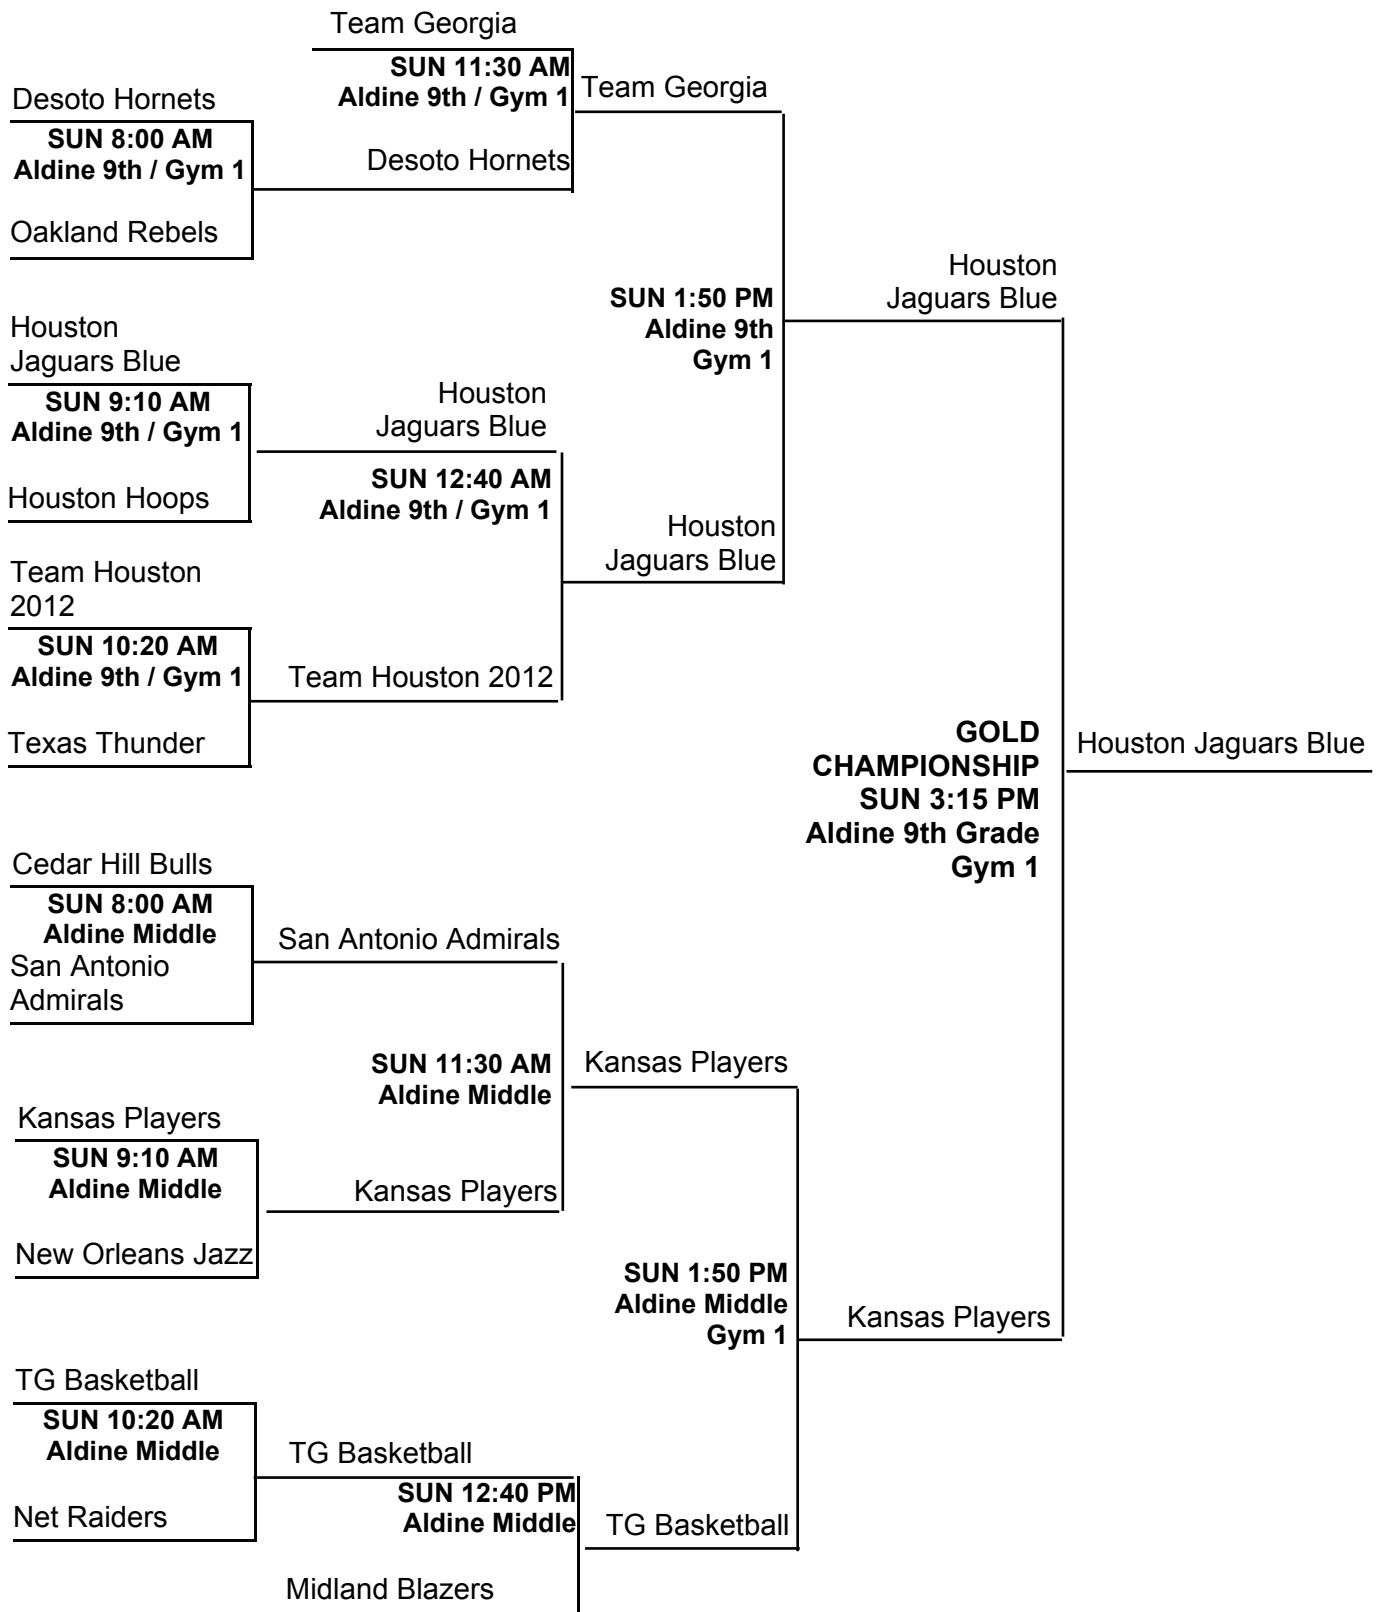 Team Georgia
SUN 11:30 AM
Aldine 9th / Gym 1
Team Georgia
Desoto Hornets
SUN 8:00 AM
Aldine 9th / Gym 1
Desoto Hornets
Oakland Rebels
Houston
Jaguars Blue
SUN 1:50 PM
Aldine 9th
Gym 1
Houston
Jaguars Blue
SUN 9:10 AM
Aldine 9th / Gym 1
Houston
Jaguars Blue
Houston Hoops
SUN 12:40 AM
Aldine 9th / Gym 1
Houston
Jaguars Blue
Team Houston
2012
SUN 10:20 AM
Aldine 9th / Gym 1
Team Houston 2012
Texas Thunder
GOLD
CHAMPIONSHIP
SUN 3:15 PM
Aldine 9th Grade
Gym 1
Houston Jaguars Blue
Cedar Hill Bulls
SUN 8:00 AM
Aldine Middle
San Antonio
Admirals
San Antonio Admirals
SUN 11:30 AM
Aldine Middle
Kansas Players
Kansas Players
SUN 9:10 AM
Aldine Middle
Kansas Players
New Orleans Jazz
SUN 1:50 PM
Aldine Middle
Gym 1
Kansas Players
TG Basketball
SUN 10:20 AM
Aldine Middle
TG Basketball
Net Raiders
SUN 12:40 PM
Aldine Middle
TG Basketball
Midland Blazers